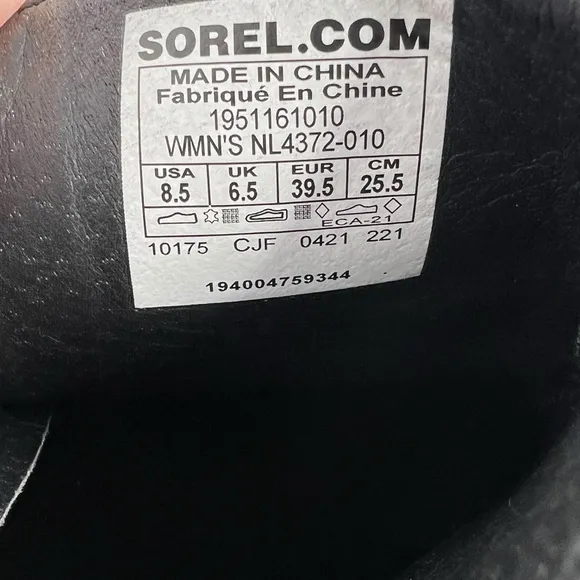 SOREL.COM
MADE IN CHINA
Fabriqué En Chine
1951161010
WMN'S NL4372-010
USA UK EUR CM
8.5 6.5 39.5 25.5
ECA-21
10175 CJF 0421 221
194004759344